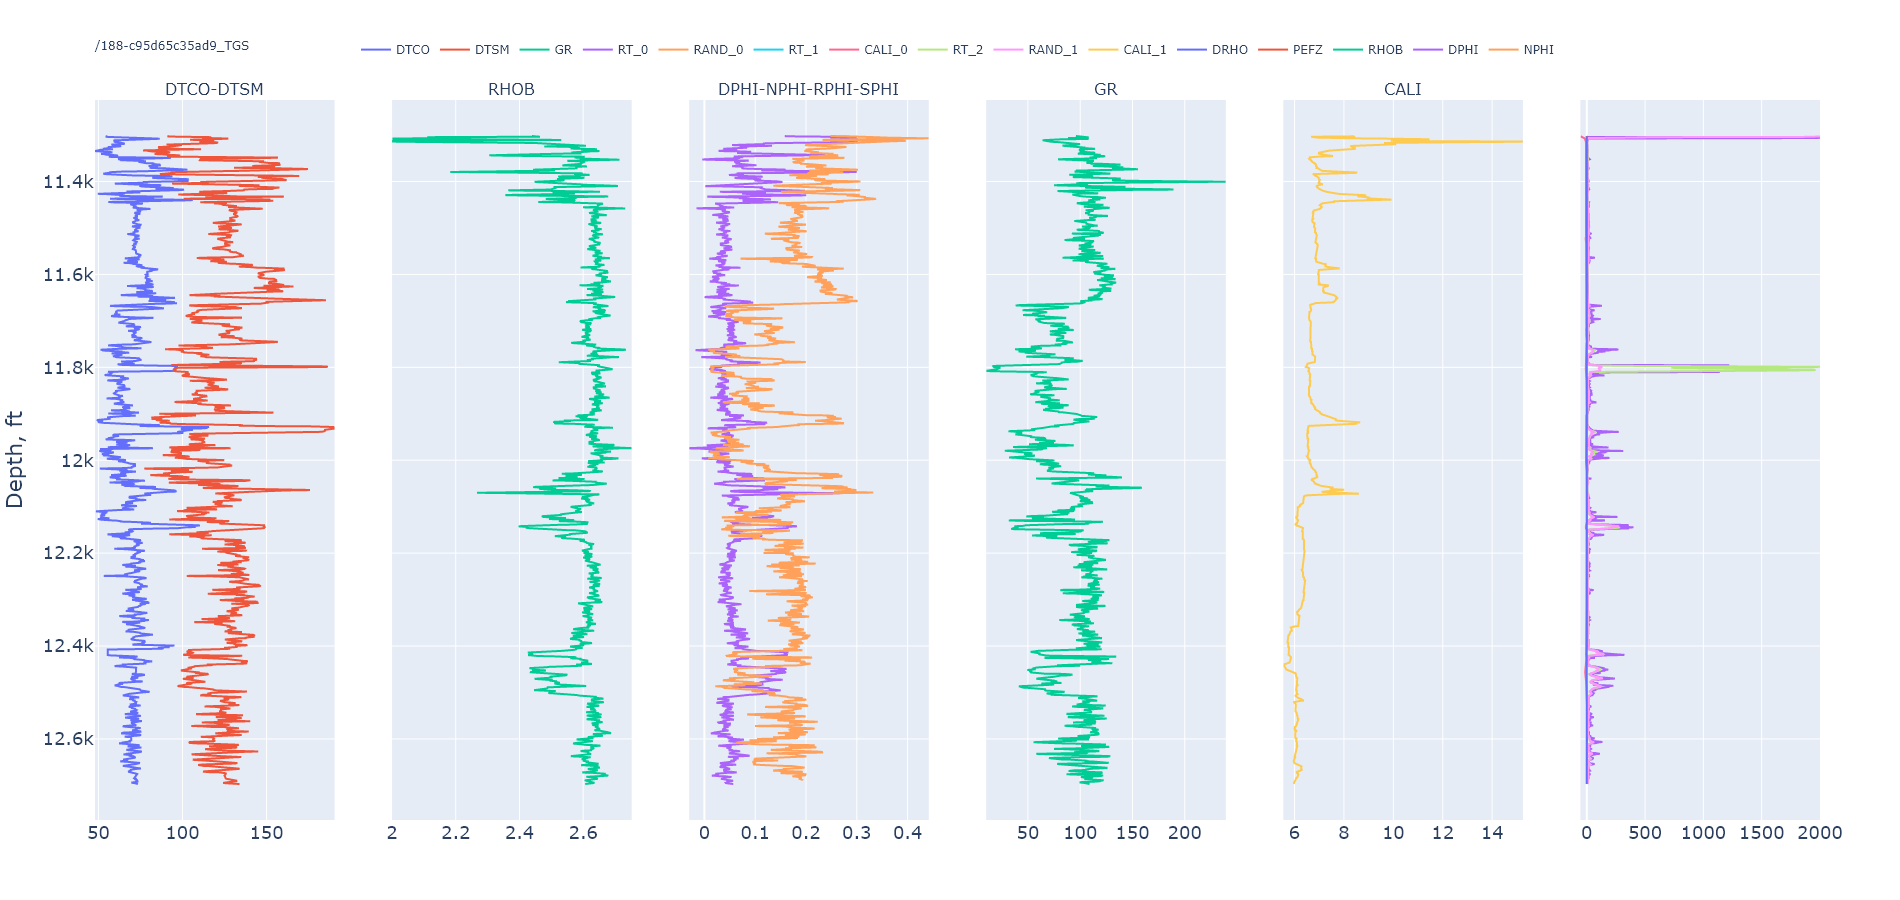 /188-c95d65c35ad9_TGS
DTCO DTSM GR RT_0 RAND_0 RT_1 CALI_0 RT_2 RAND_1 CALI_1 DRHO PEFZ RHOB DPHI NPHI
DTCO-DTSM RHOB DPHI-NPHI-RPHI-SPHI GR CALI
11.4k
11.6k
11.8k
12k
12.2k
12.4k
12.6k
Depth, ft
50 100 150 2 2.2 2.4 2.6 0 0.1 0.2 0.3 0.4 50 100 150 200 6 8 10 12 14 0 500 1000 1500 2000